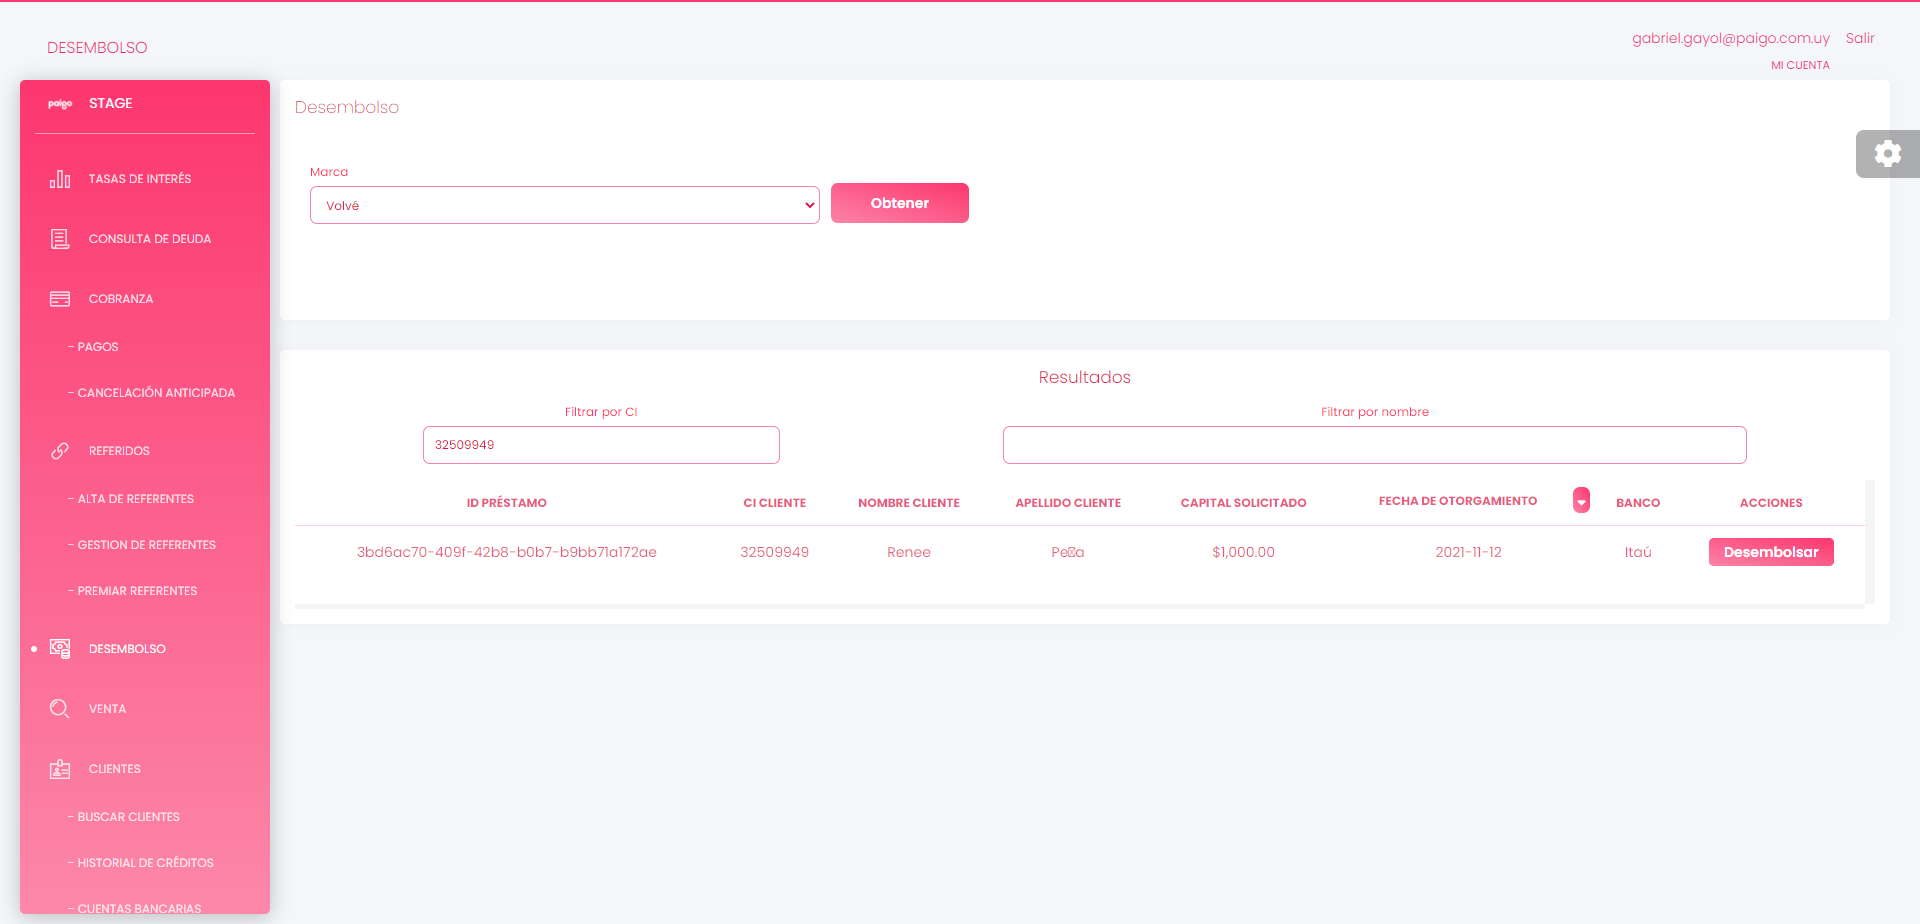 DESEMBOLSO
gabriel.gayol@paigo.com.uy Salir
MI CUENTA
paigo STAGE
TASAS DE INTERÉS
CONSULTA DE DEUDA
COBRANZA
- PAGOS
- CANCELACIÓN ANTICIPADA
REFERIDOS
- ALTA DE REFERENTES
- GESTION DE REFERENTES
- PREMIAR REFERENTES
DESEMBOLSO
VENTA
CLIENTES
- BUSCAR CLIENTES
- HISTORIAL DE CRÉDITOS
- CUENTAS BANCARIAS
Desembolso
Marca
Volvé Obtener
Resultados
Filtrar por CI Filtrar por nombre
32509949
ID PRÉSTAMO CI CLIENTE NOMBRE CLIENTE APELLIDO CLIENTE CAPITAL SOLICITADO FECHA DE OTORGAMIENTO BANCO ACCIONES
3bd6ac70-409f-42b8-b0b7-b9bb71a172ae 32509949 Renee Pe�a $1,000.00 2021-11-12 Itaú Desembolsar